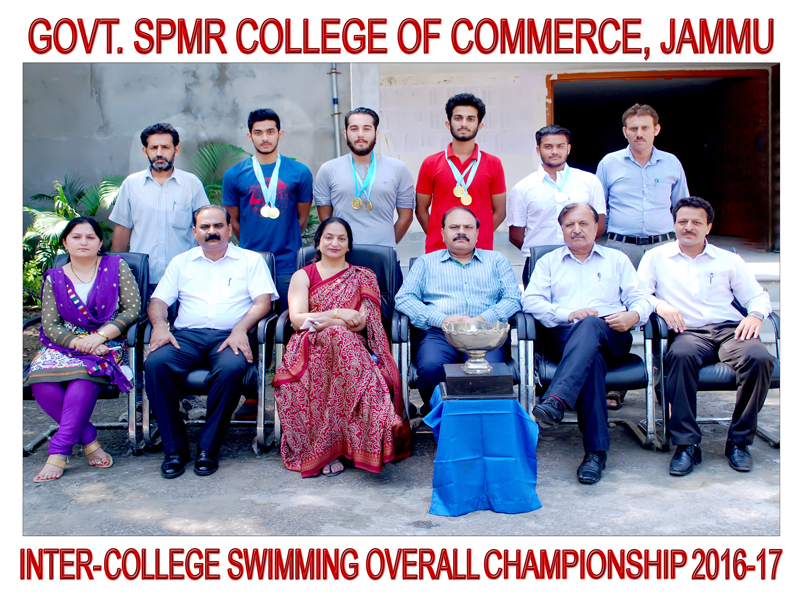 GOVT. SPMR COLLEGE OF COMMERCE, JAMMU
INTER-COLLEGE SWIMMING OVERALL CHAMPIONSHIP 2016-17